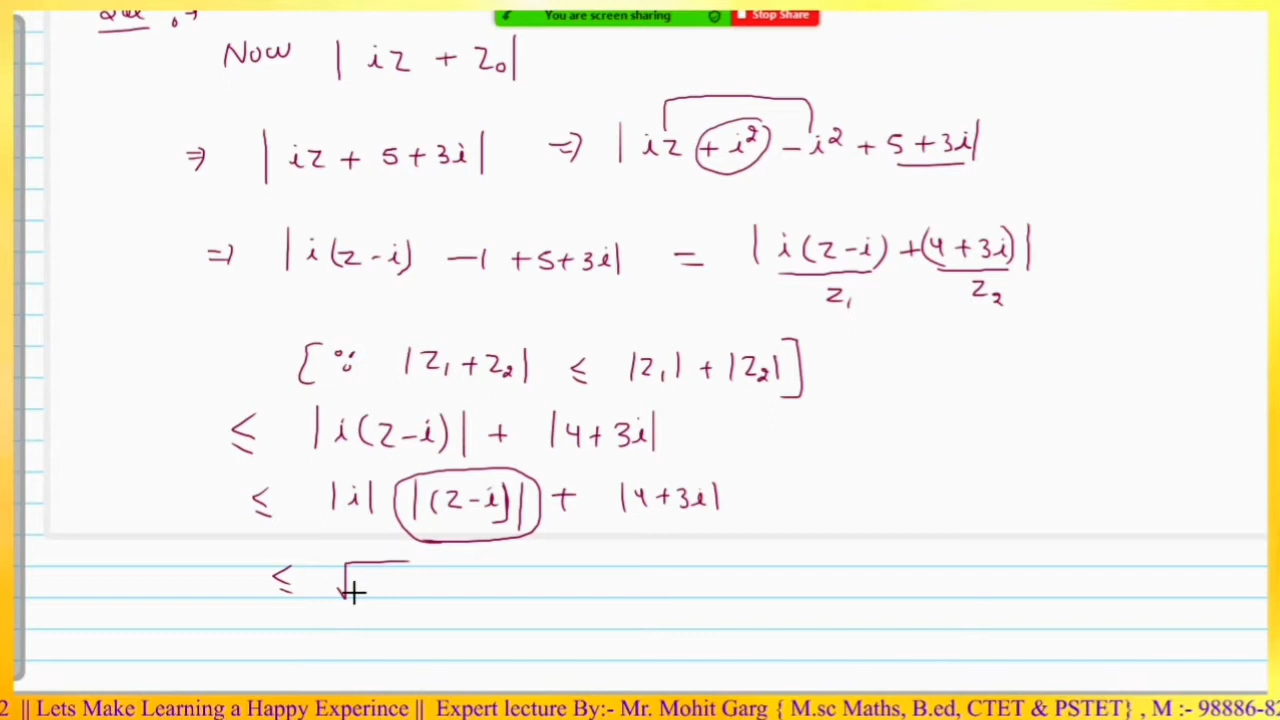 You are screen sharing Stop Share
Now | iz + z₀|
⇒ | iz + 5+3i | ⇒ | iz + i² - i² + 5+3i|
⇒ | i(z-i) -1 +5+3i| = | i(z-i) +(4+3i)|
z₁ z₂
[∵ |z₁+z₂| ≤ |z₁| + |z₂|]
≤ |i(z-i)| + |4+3i|
≤ |i| |(z-i)| + |4+3i|
≤ √
2 || Lets Make Learning a Happy Experince || Expert lecture By:- Mr. Mohit Garg { M.sc Maths, B.ed, CTET & PSTET} , M :- 98886-82